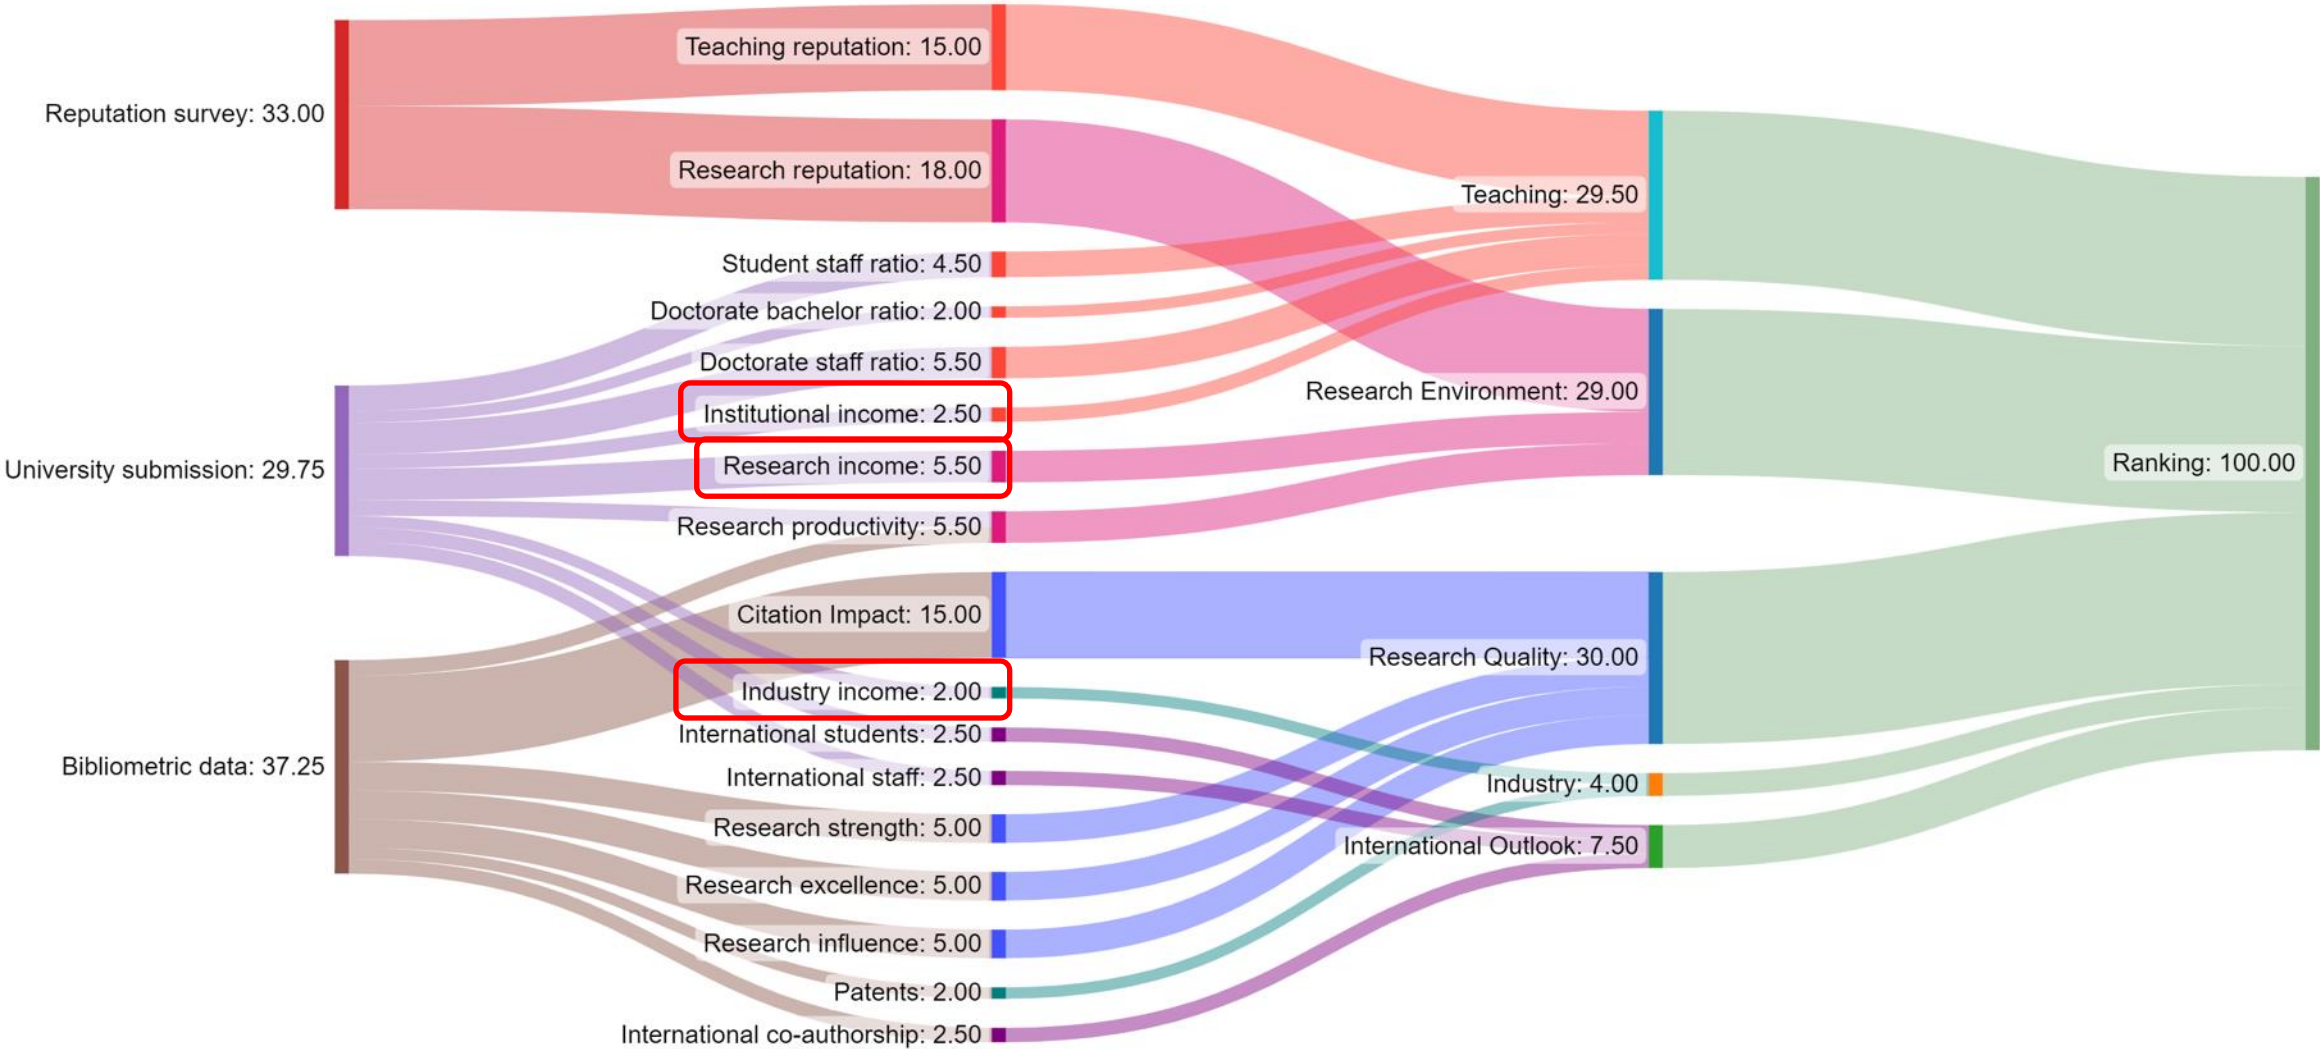 Reputation survey: 33.00
University submission: 29.75
Bibliometric data: 37.25
Teaching reputation: 15.00
Research reputation: 18.00
Student staff ratio: 4.50
Doctorate bachelor ratio: 2.00
Doctorate staff ratio: 5.50
Institutional income: 2.50
Research income: 5.50
Research productivity: 5.50
Citation Impact: 15.00
Industry income: 2.00
International students: 2.50
International staff: 2.50
Research strength: 5.00
Research excellence: 5.00
Research influence: 5.00
Patents: 2.00
International co-authorship: 2.50
Teaching: 29.50
Research Environment: 29.00
Research Quality: 30.00
Industry: 4.00
International Outlook: 7.50
Ranking: 100.00